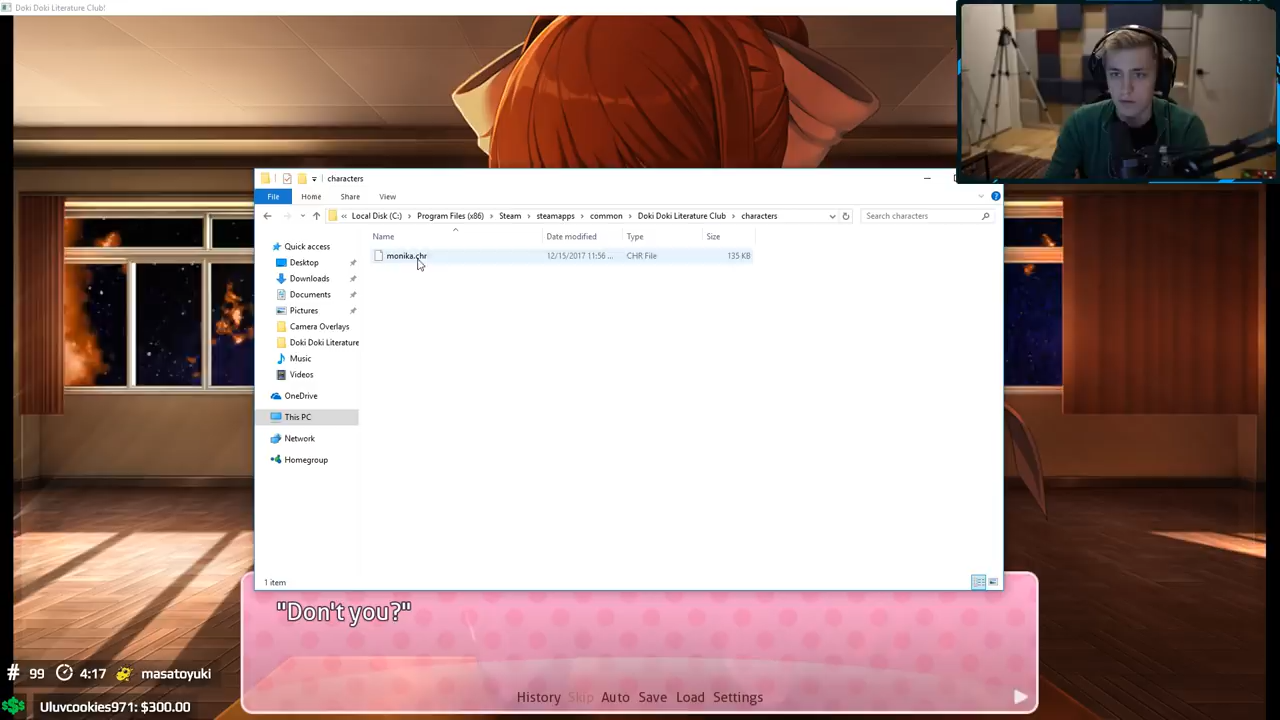 Doki Doki Literature Club!
characters
File Home Share View
« Local Disk (C:) › Program Files (x86) › Steam › steamapps › common › Doki Doki Literature Club › characters
Search characters
Name Date modified Type Size
monika.chr 12/15/2017 11:56 ... CHR File 135 KB
Quick access
Desktop
Downloads
Documents
Pictures
Camera Overlays
Doki Doki Literature
Music
Videos
OneDrive
This PC
Network
Homegroup
1 item
"Don't you?"
History Skip Auto Save Load Settings
# 99 4:17 masatoyuki
Uluvcookies971: $300.00